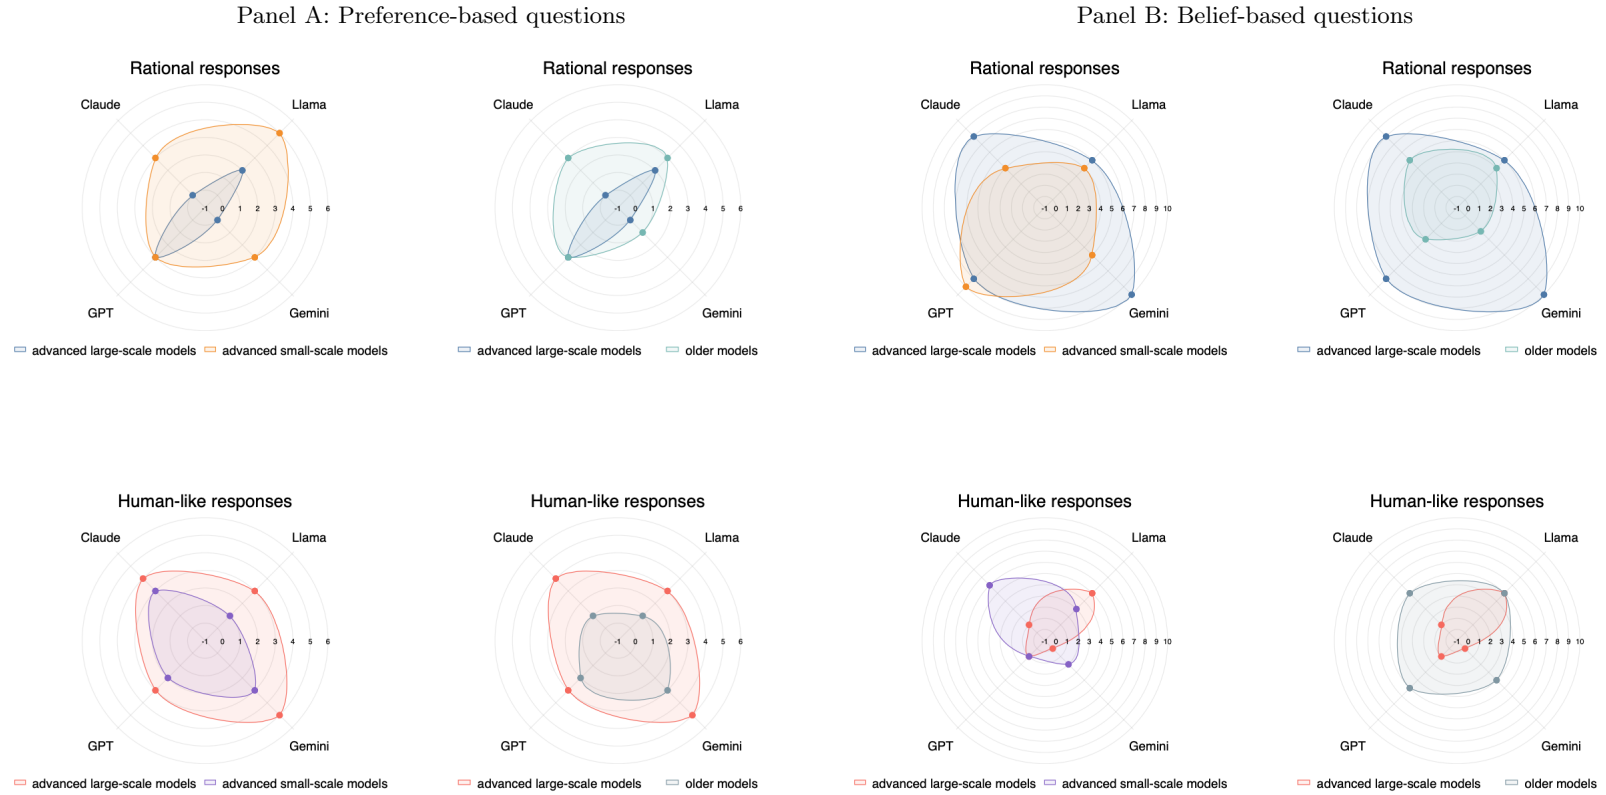 Panel A: Preference-based questions
Panel B: Belief-based questions
Rational responses
Claude
Llama
-1 0 1 2 3 4 5 6
GPT
Gemini
advanced large-scale models
advanced small-scale models
Rational responses
Claude
Llama
-1 0 1 2 3 4 5 6
GPT
Gemini
advanced large-scale models
older models
Rational responses
Claude
Llama
-1 0 1 2 3 4 5 6 7 8 9 10
GPT
Gemini
advanced large-scale models
advanced small-scale models
Rational responses
Claude
Llama
-1 0 1 2 3 4 5 6 7 8 9 10
GPT
Gemini
advanced large-scale models
older models
Human-like responses
Claude
Llama
-1 0 1 2 3 4 5 6
GPT
Gemini
advanced large-scale models
advanced small-scale models
Human-like responses
Claude
Llama
-1 0 1 2 3 4 5 6
GPT
Gemini
advanced large-scale models
older models
Human-like responses
Claude
Llama
-1 0 1 2 3 4 5 6 7 8 9 10
GPT
Gemini
advanced large-scale models
advanced small-scale models
Human-like responses
Claude
Llama
-1 0 1 2 3 4 5 6 7 8 9 10
GPT
Gemini
advanced large-scale models
older models